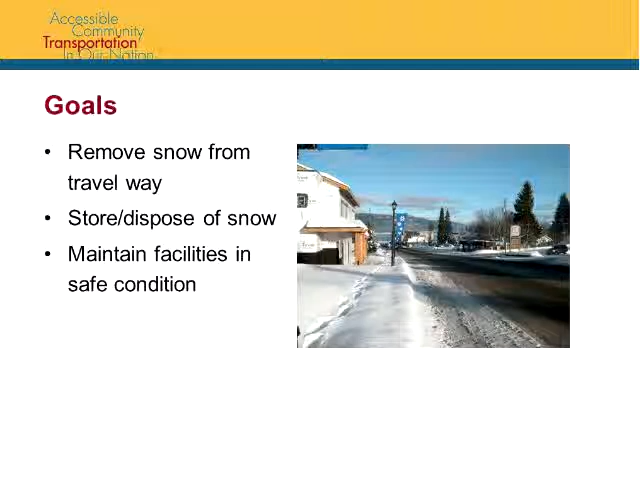 Accessible
Community
Transportation
In Our Nation
Goals
• Remove snow from
travel way
• Store/dispose of snow
• Maintain facilities in
safe condition